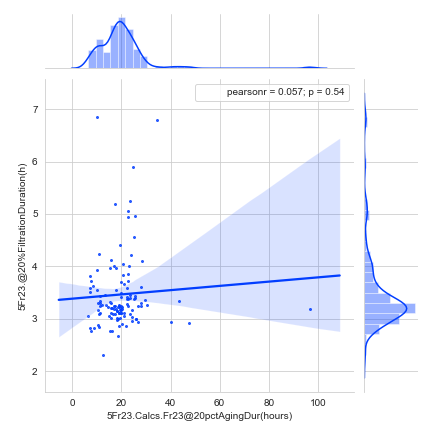 pearsonr = 0.057; p = 0.54
7
6
5
4
3
2
5Fr23.@20%FiltrationDuration(h)
0 20 40 60 80 100
5Fr23.Calcs.Fr23@20pctAgingDur(hours)